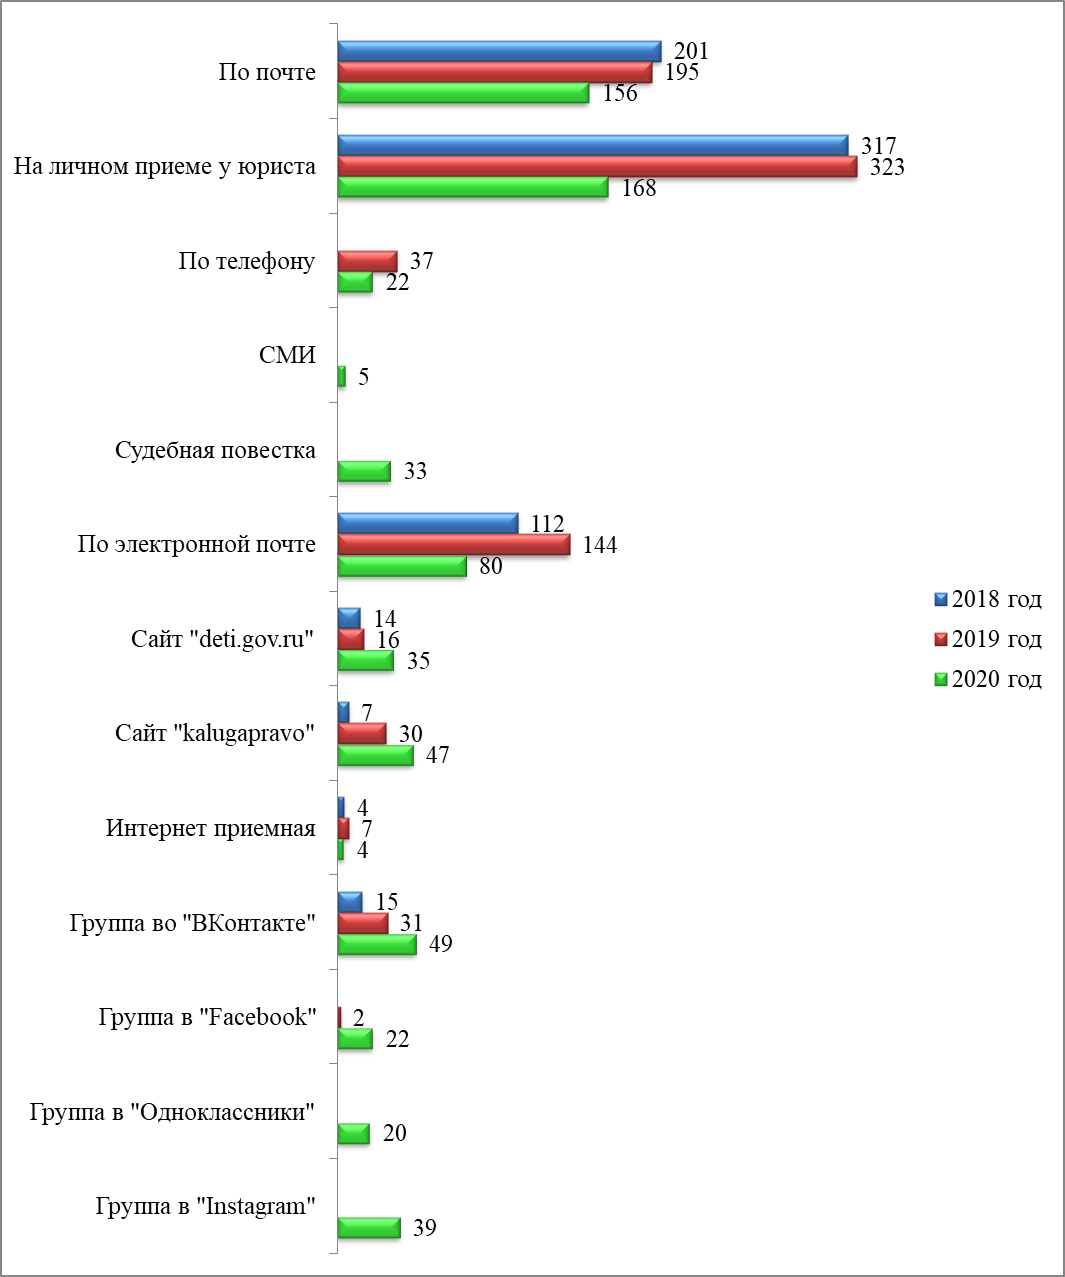 По почте
201
195
156
На личном приеме у юриста
317
323
168
По телефону
37
22
СМИ
5
Судебная повестка
33
По электронной почте
112
144
80
Сайт "deti.gov.ru"
14
16
35
Сайт "kalugapravo"
7
30
47
Интернет приемная
4
7
4
Группа во "ВКонтакте"
15
31
49
Группа в "Facebook"
2
22
Группа в "Одноклассники"
20
Группа в "Instagram"
39
2018 год
2019 год
2020 год